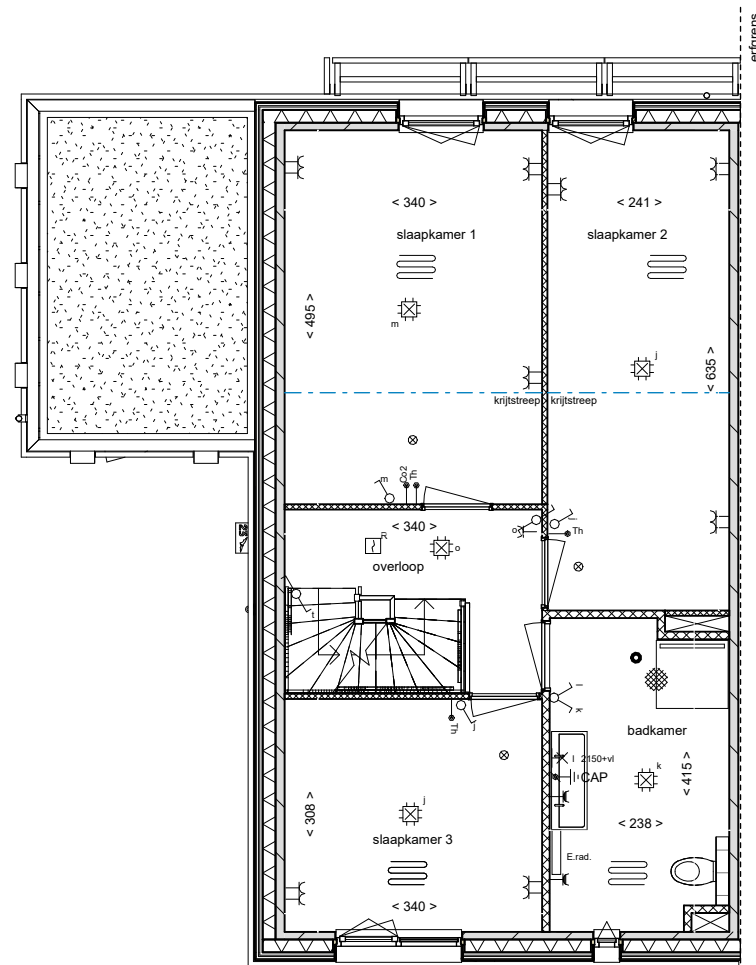 erfgrens
< 340 >
< 241 >
slaapkamer 1
slaapkamer 2
< 495 >
m
j
< 635 >
krijtstreep
krijtstreep
m
Co2
Th
< 340 >
R
o
o
j
Th
overloop
t
l
k
Th
j
badkamer
l 2150+vl
CAP
k
< 415 >
j
< 308 >
< 238 >
slaapkamer 3
E.rad.
< 340 >